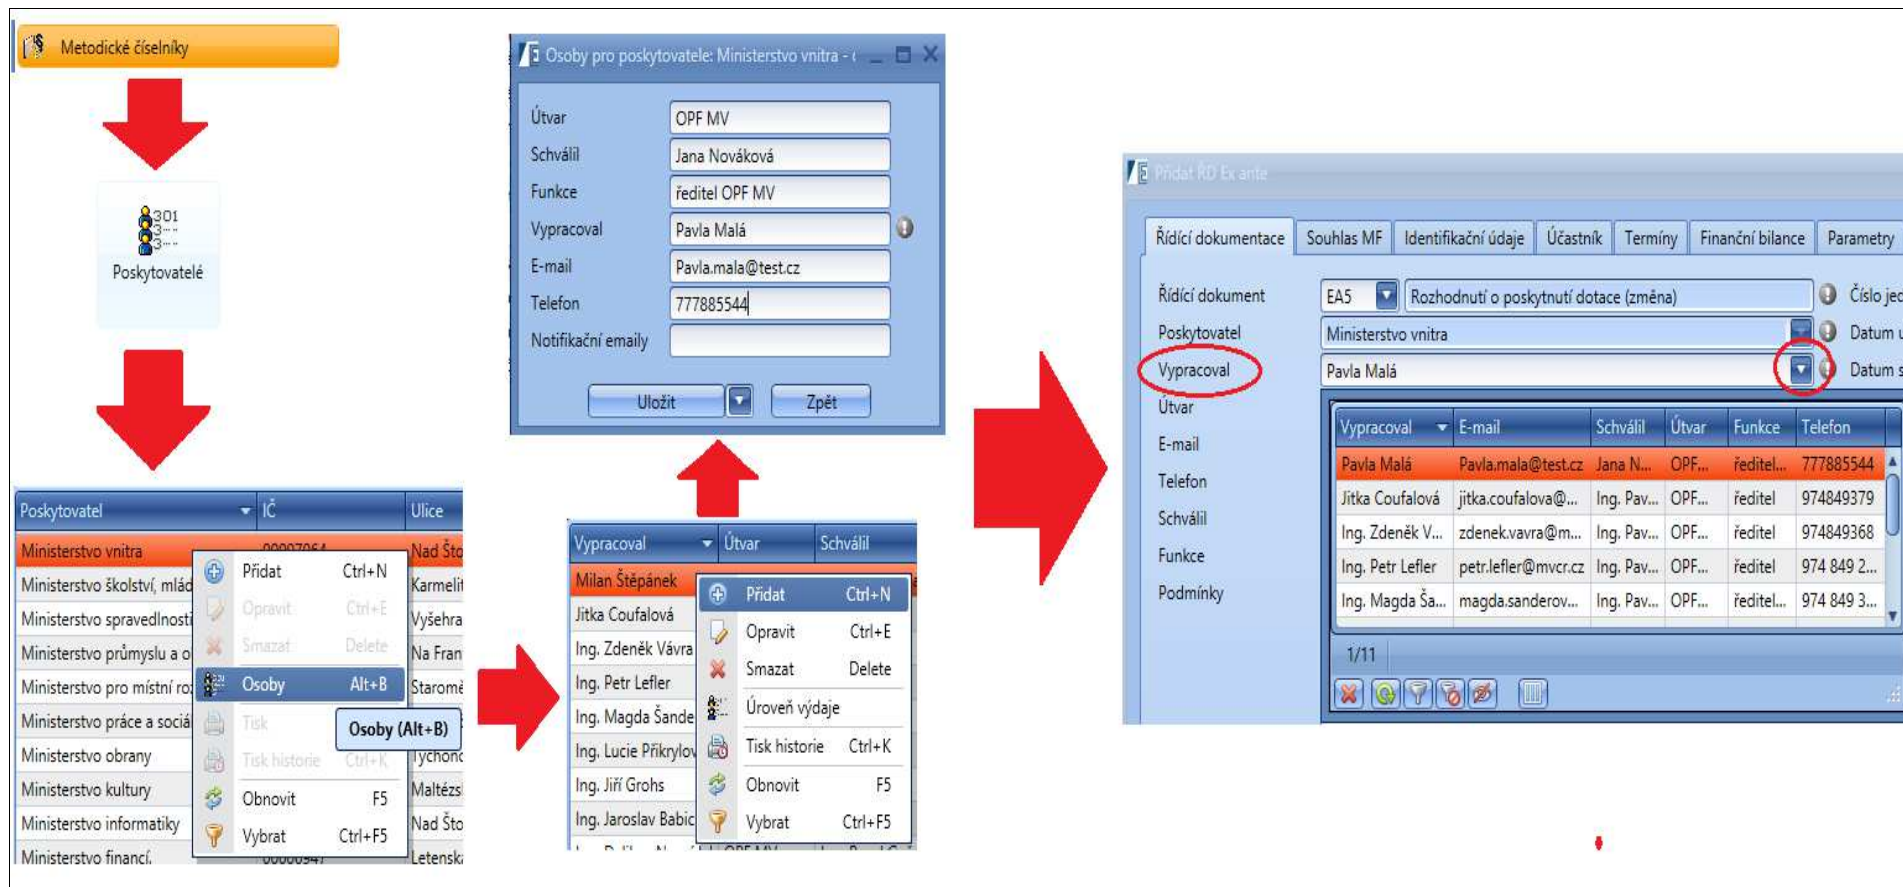 Metodické číselníky
301
Poskytovatelé
Poskytovatel IČ Ulice
Ministerstvo vnitra 00007064 Nad Što
Ministerstvo školství, mlád Karmelit
Ministerstvo spravedlnosti Vyšehra
Ministerstvo průmyslu a o Na Fran
Ministerstvo pro místní ro Staromě
Ministerstvo práce a sociá
Ministerstvo obrany Tychono
Ministerstvo kultury Maltézs
Ministerstvo informatiky Nad Što
Ministerstvo financí, 00006947 Letensk
Přidat Ctrl+N
Opravit Ctrl+E
Smazat Delete
Osoby Alt+B
Tisk
Osoby (Alt+B)
Tisk historie Ctrl+K
Obnovit F5
Vybrat Ctrl+F5
Osoby pro poskytovatele: Ministerstvo vnitra -
Útvar OPF MV
Schválil Jana Nováková
Funkce ředitel OPF MV
Vypracoval Pavla Malá
E-mail Pavla.mala@test.cz
Telefon 777885544
Notifikační emaily
Uložit Zpět
Vypracoval Útvar Schválil
Milan Štěpánek
Jitka Coufalová
Ing. Zdeněk Vávra
Ing. Petr Lefler
Ing. Magda Šande
Ing. Lucie Přikrylov
Ing. Jiří Grohs
Ing. Jaroslav Babic
Přidat Ctrl+N
Opravit Ctrl+E
Smazat Delete
Úroveň výdaje
Tisk historie Ctrl+K
Obnovit F5
Vybrat Ctrl+F5
Přidat ŘD Ex ante
Řídící dokumentace Souhlas MF Identifikační údaje Účastník Termíny Finanční bilance Parametry
Řídící dokument EA5 Rozhodnutí o poskytnutí dotace (změna) Číslo jed
Poskytovatel Ministerstvo vnitra Datum u
Vypracoval Pavla Malá Datum s
Útvar
E-mail
Telefon
Schválil
Funkce
Podmínky
Vypracoval E-mail Schválil Útvar Funkce Telefon
Pavla Malá Pavla.mala@test.cz Jana N... OPF... ředitel... 777885544
Jitka Coufalová jitka.coufalova@... Ing. Pav... OPF... ředitel 974849379
Ing. Zdeněk V... zdenek.vavra@m... Ing. Pav... OPF... ředitel 974849368
Ing. Petr Lefler petr.lefler@mvcr.cz Ing. Pav... OPF... ředitel 974 849 2...
Ing. Magda Ša... magda.sanderov... Ing. Pav... OPF... ředitel... 974 849 3...
1/11